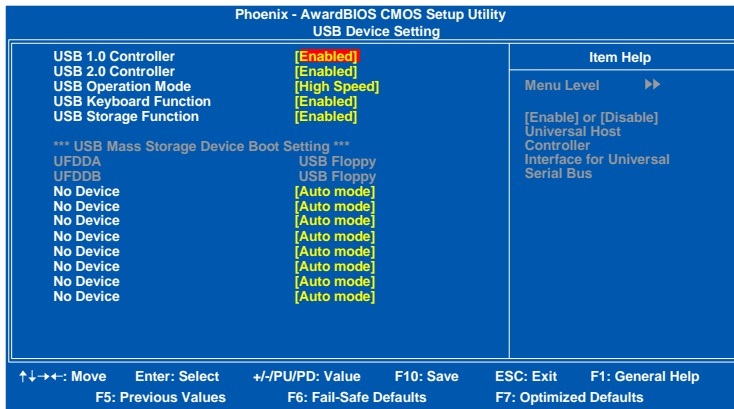 Phoenix - AwardBIOS CMOS Setup Utility
USB Device Setting
USB 1.0 Controller [Enabled]
USB 2.0 Controller [Enabled]
USB Operation Mode [High Speed]
USB Keyboard Function [Enabled]
USB Storage Function [Enabled]
*** USB Mass Storage Device Boot Setting ***
UFDDA USB Floppy
UFDDB USB Floppy
No Device [Auto mode]
No Device [Auto mode]
No Device [Auto mode]
No Device [Auto mode]
No Device [Auto mode]
No Device [Auto mode]
No Device [Auto mode]
No Device [Auto mode]
Item Help
Menu Level ▶▶
[Enable] or [Disable]
Universal Host
Controller
Interface for Universal
Serial Bus
↑↓→←: Move Enter: Select +/-/PU/PD: Value F10: Save ESC: Exit F1: General Help
F5: Previous Values F6: Fail-Safe Defaults F7: Optimized Defaults